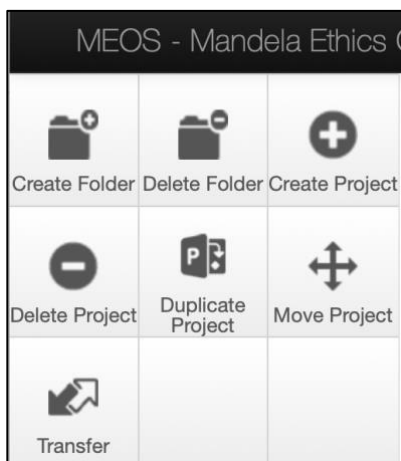 MEOS - Mandela Ethics
Create Folder Delete Folder Create Project
Delete Project Duplicate Project Move Project
Transfer